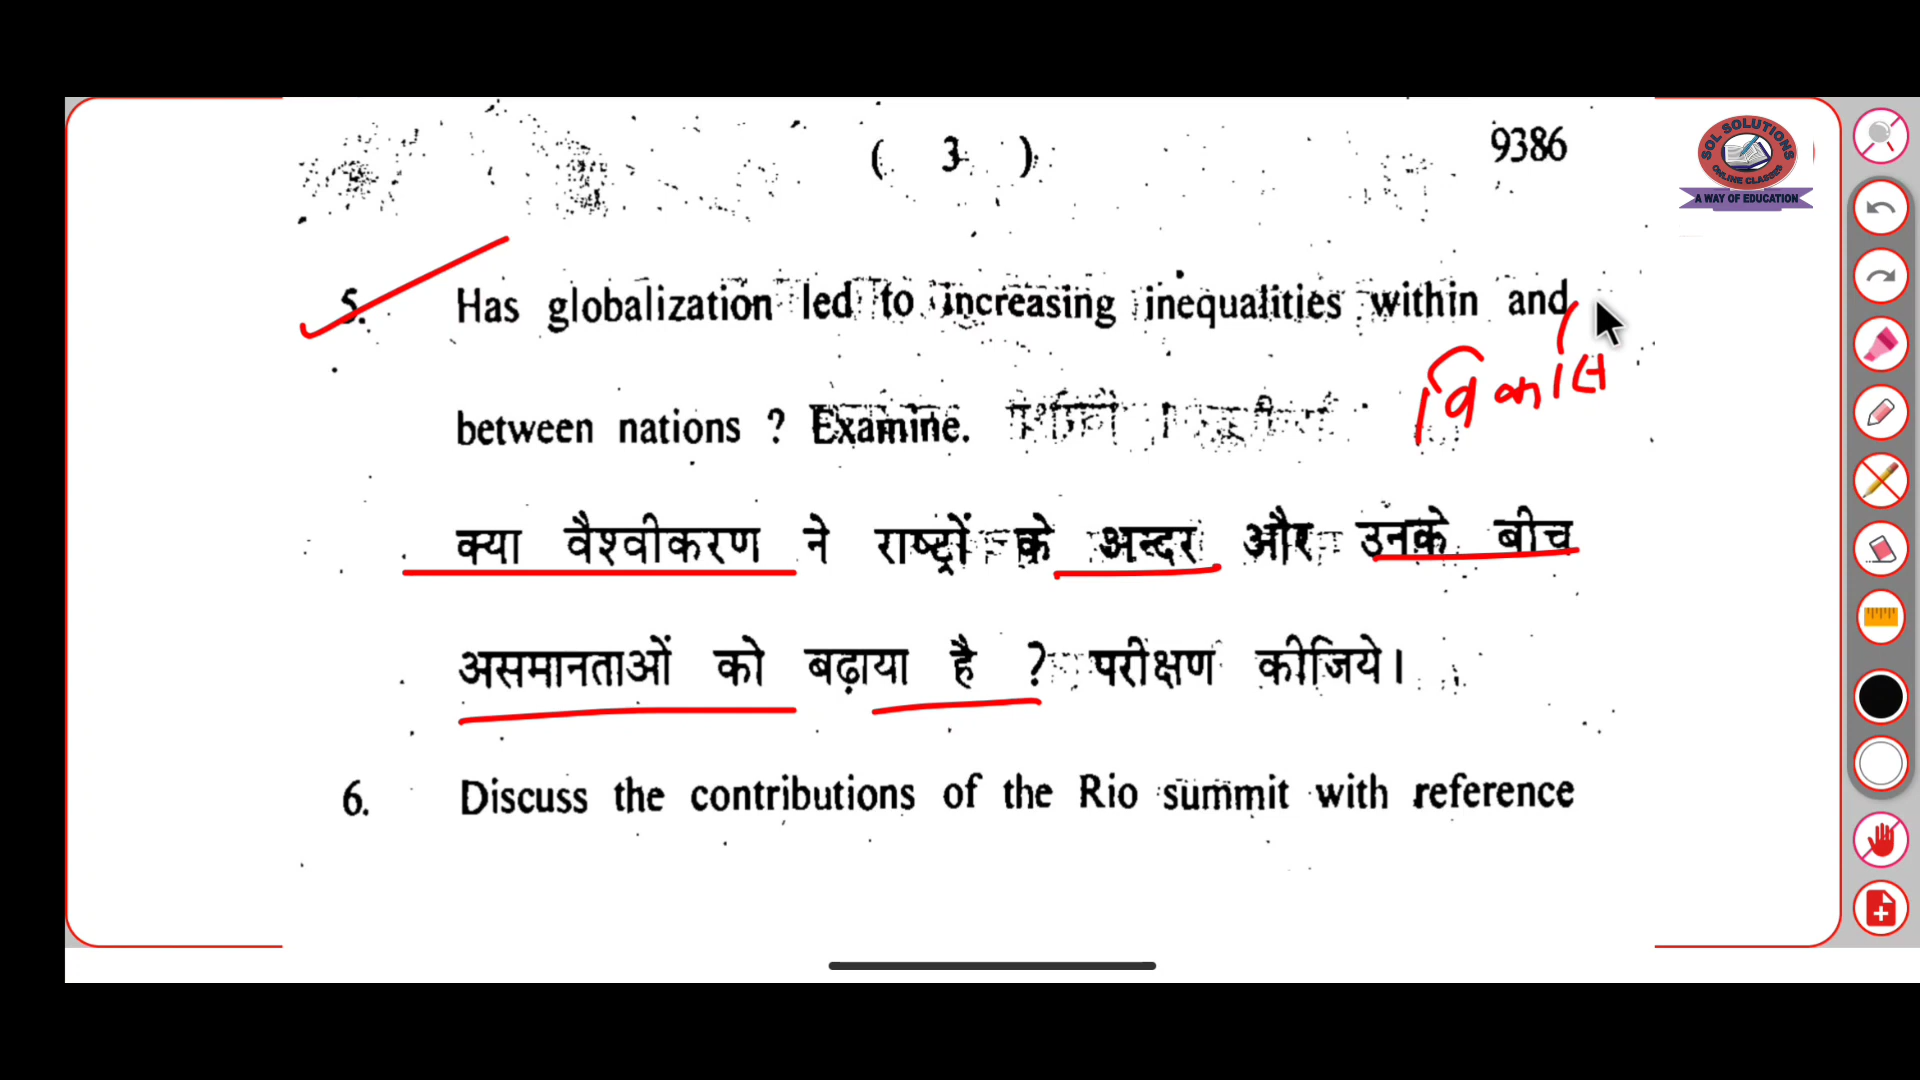 ( 3 )
9386
SOL SOLUTIONS
ONLINE CLASSES
A WAY OF EDUCATION
5. Has globalization led to increasing inequalities within and
between nations ? Examine.
क्या वैश्वीकरण ने राष्ट्रों के अन्दर और उनके बीच
असमानताओं को बढ़ाया है ? परीक्षण कीजिये।
6. Discuss the contributions of the Rio summit with reference